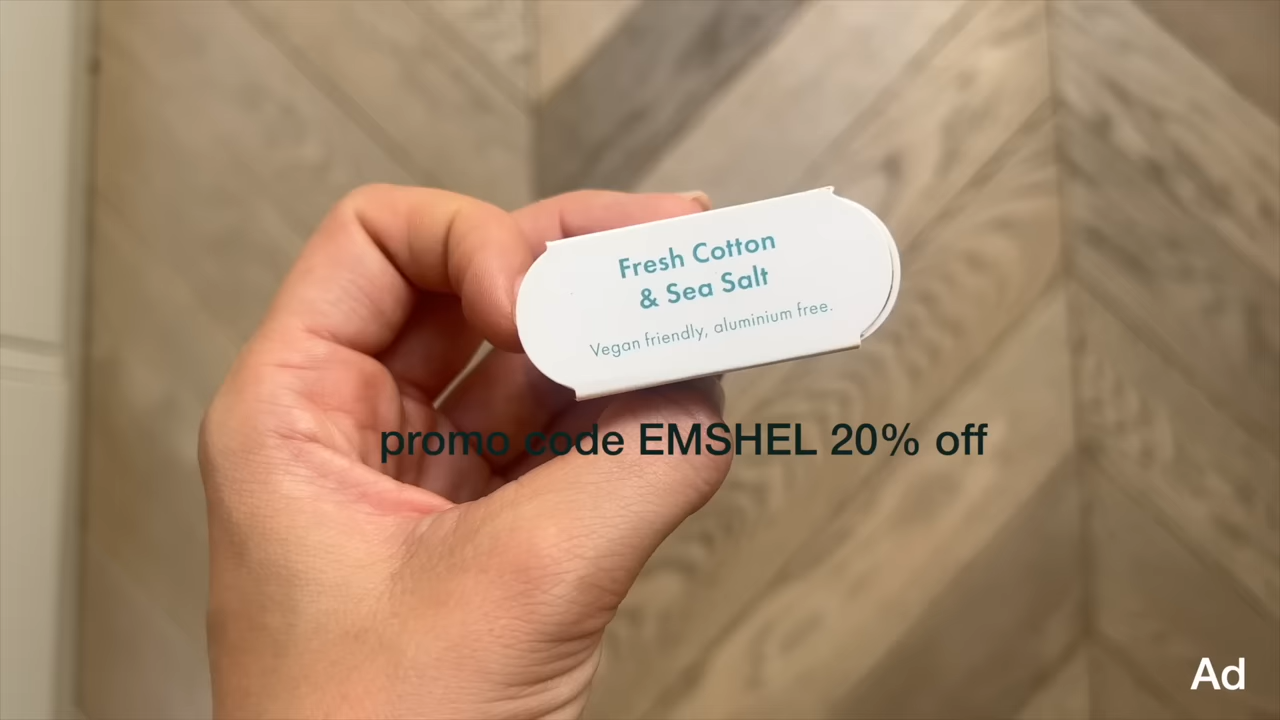 Fresh Cotton
& Sea Salt
Vegan friendly, aluminium free.
promo code EMSHEL 20% off
Ad